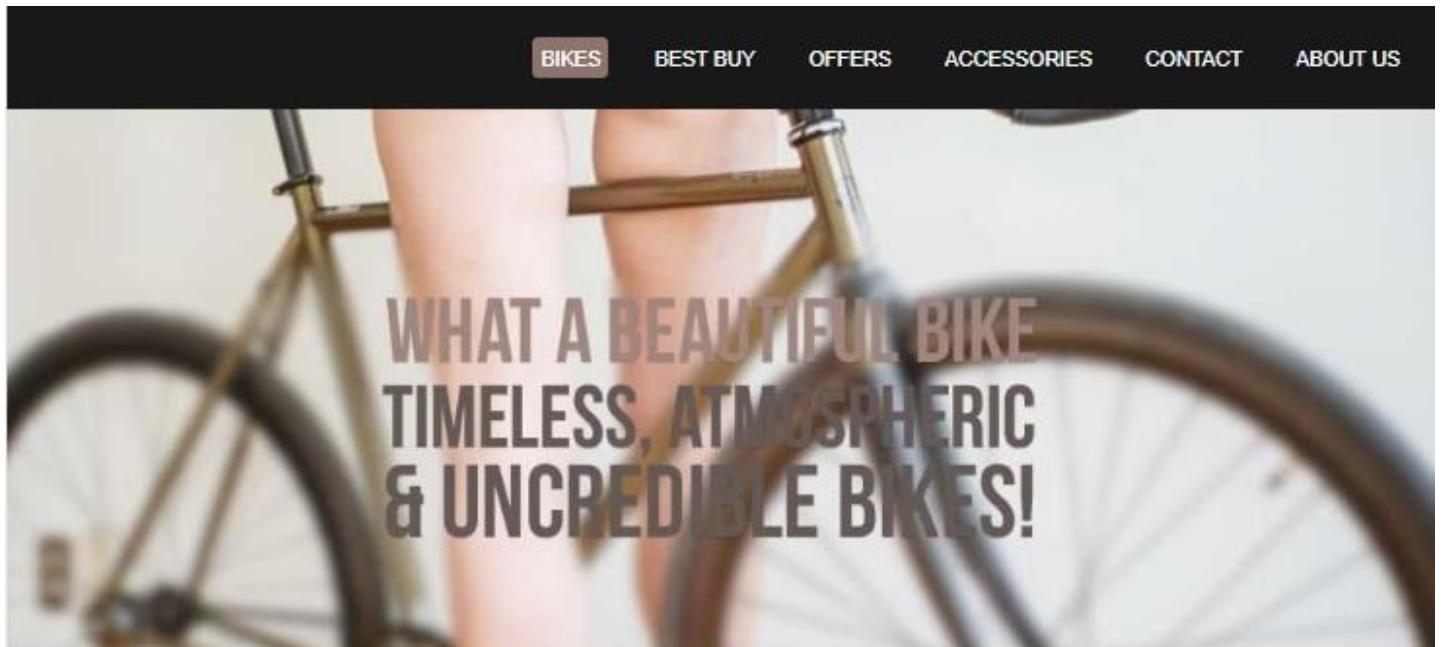 BIKES BEST BUY OFFERS ACCESSORIES CONTACT ABOUT US
WHAT A BEAUTIFUL BIKE
TIMELESS, ATMOSPHERIC
& UNCREDIBLE BIKES!